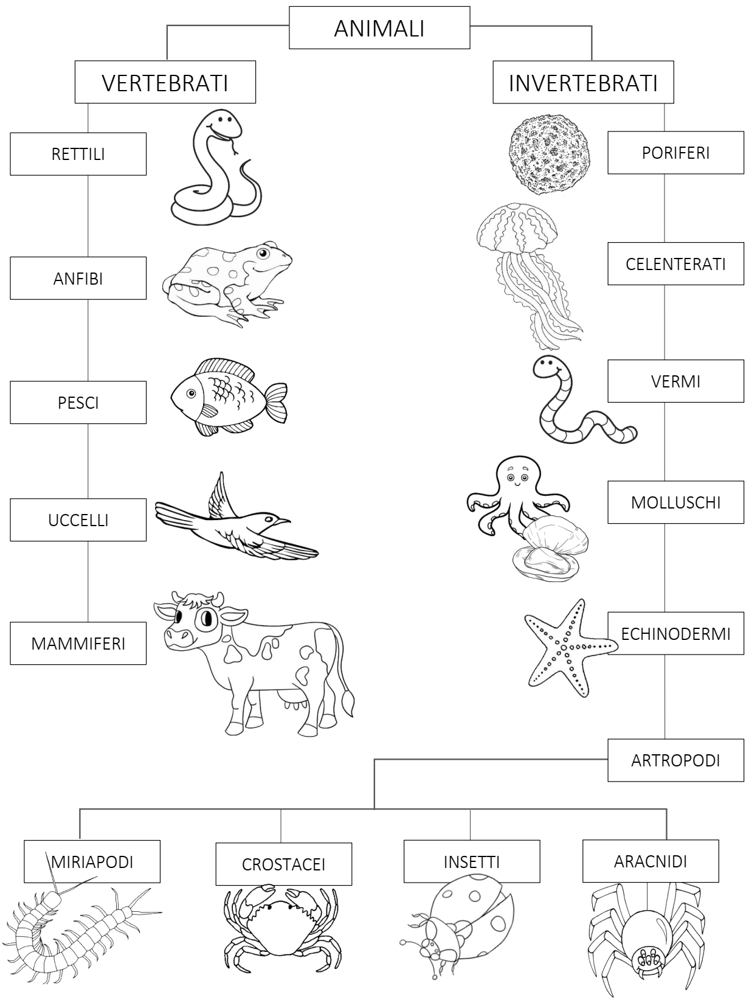 ANIMALI
VERTEBRATI
INVERTEBRATI
RETTILI
PORIFERI
ANFIBI
CELENTERATI
PESCI
VERMI
UCCELLI
MOLLUSCHI
MAMMIFERI
ECHINODERMI
ARTROPODI
MIRIAPODI
CROSTACEI
INSETTI
ARACNIDI